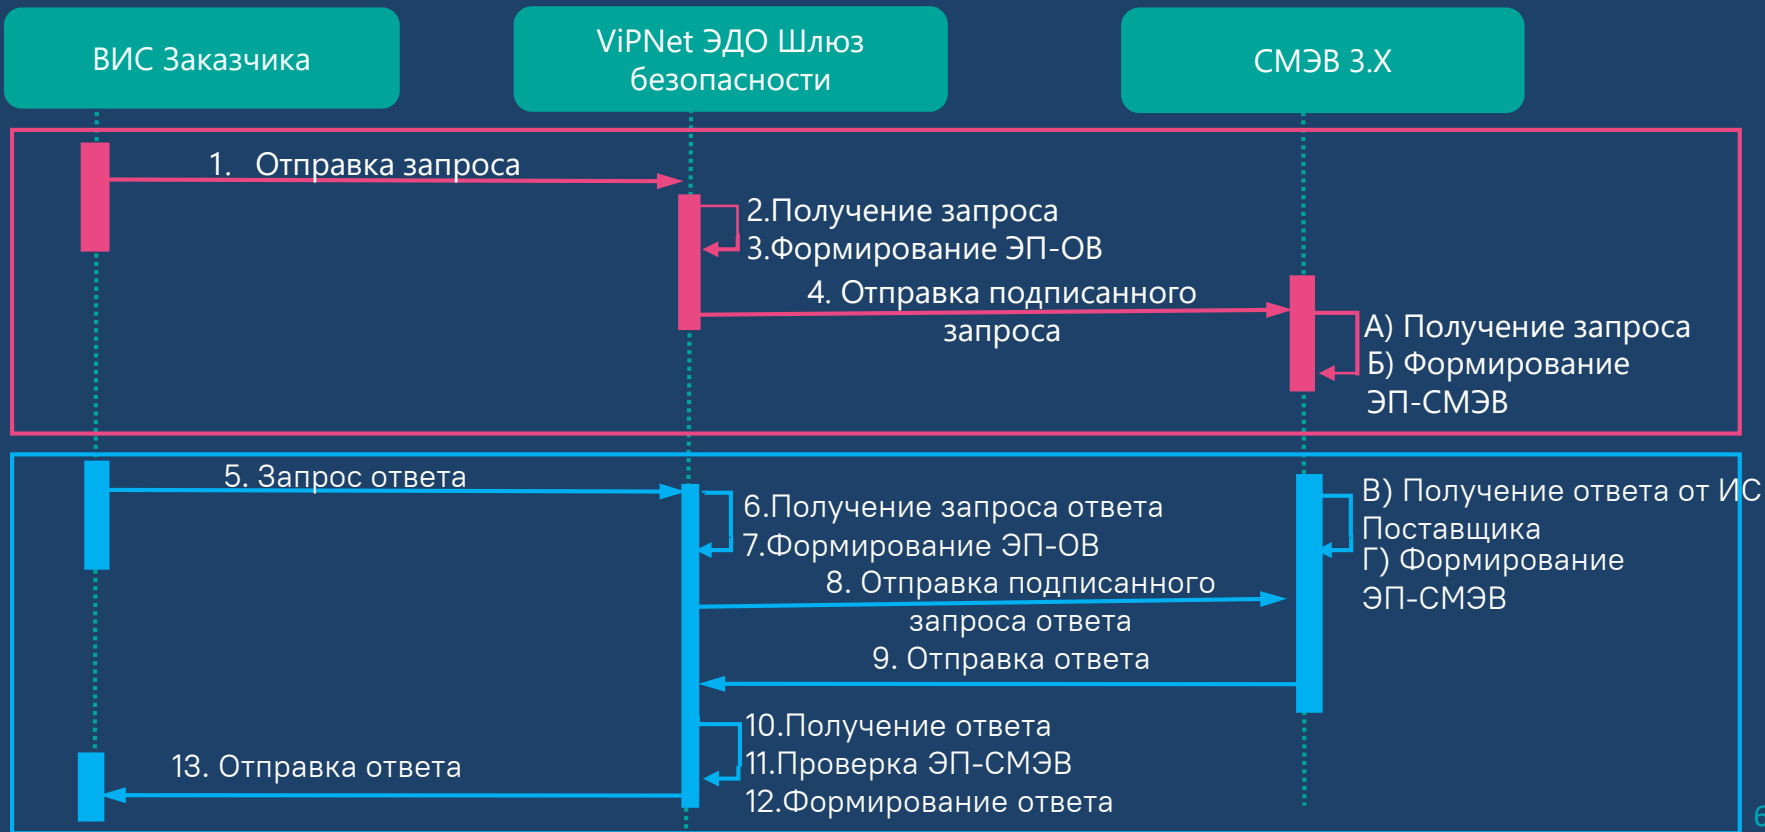 ВИС Заказчика
ViPNet ЭДО Шлюз
безопасности
СМЭВ 3.X
1. Отправка запроса
2.Получение запроса
3.Формирование ЭП-ОВ
4. Отправка подписанного
запроса
А) Получение запроса
Б) Формирование
ЭП-СМЭВ
5. Запрос ответа
6.Получение запроса ответа
7.Формирование ЭП-ОВ
В) Получение ответа от ИС
Поставщика
Г) Формирование
ЭП-СМЭВ
8. Отправка подписанного
запроса ответа
9. Отправка ответа
10.Получение ответа
11.Проверка ЭП-СМЭВ
12.Формирование ответа
13. Отправка ответа
6